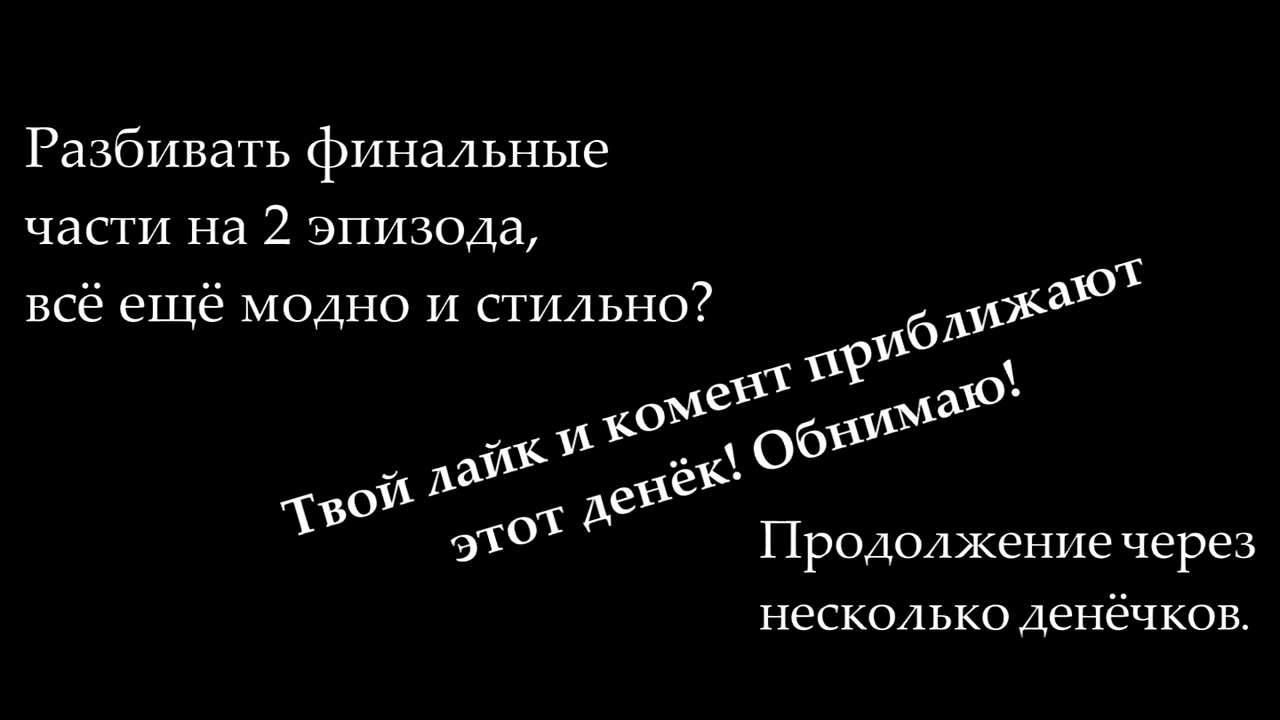 Разбивать финальные
части на 2 эпизода,
всё ещё модно и стильно?
Твой лайк и комент приближают
этот денёк! Обнимаю!
Продолжение через
несколько денёчков.